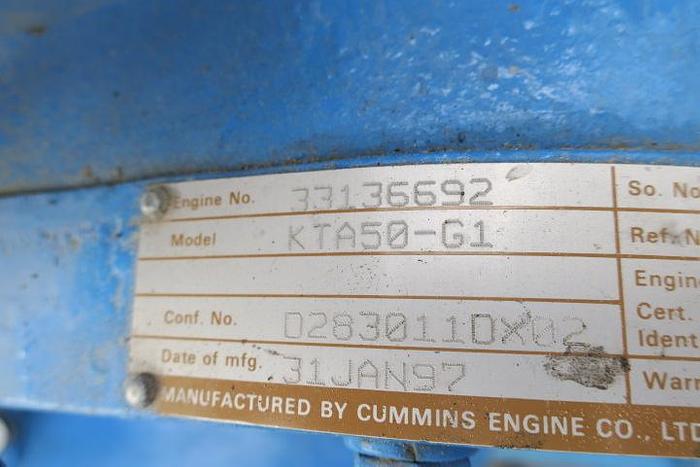 Engine No. 33136692 So. No
Model KTA50-G1 Ref. N
Engin
Conf. No. D283011DX02 Cert.
Ident
Date of mfg. 31JAN97 Warr
MANUFACTURED BY CUMMINS ENGINE CO., LTD